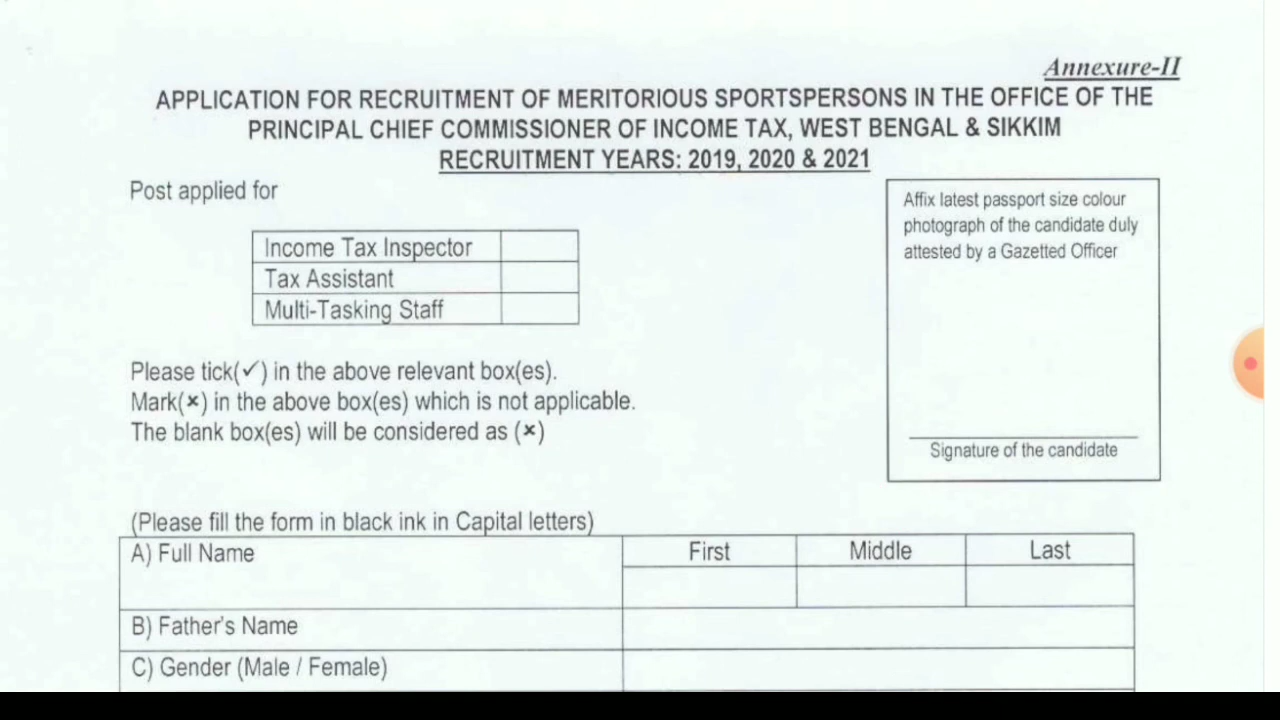 Annexure-II
APPLICATION FOR RECRUITMENT OF MERITORIOUS SPORTSPERSONS IN THE OFFICE OF THE
PRINCIPAL CHIEF COMMISSIONER OF INCOME TAX, WEST BENGAL & SIKKIM
RECRUITMENT YEARS: 2019, 2020 & 2021
Post applied for
Income Tax Inspector
Tax Assistant
Multi-Tasking Staff
Affix latest passport size colour
photograph of the candidate duly
attested by a Gazetted Officer
Signature of the candidate
Please tick(✓) in the above relevant box(es).
Mark(×) in the above box(es) which is not applicable.
The blank box(es) will be considered as (×)
(Please fill the form in black ink in Capital letters)
A) Full Name First Middle Last
B) Father's Name
C) Gender (Male / Female)